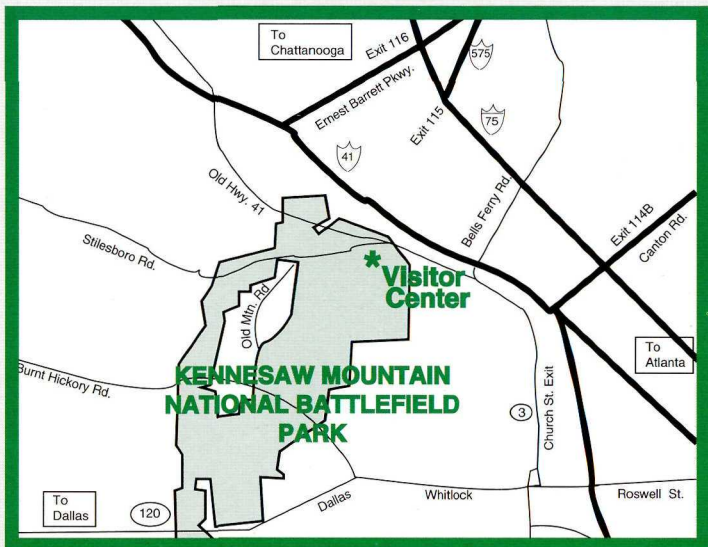 To
Chattanooga
Exit 116
575
Ernest Barrett Pkwy.
Exit 115
75
41
Old Hwy. 41
Bells Ferry Rd.
Exit 114B
Canton Rd.
Stilesboro Rd.
*Visitor
Center
Old Mtn. Rd
To
Atlanta
Burnt Hickory Rd.
KENNESAW MOUNTAIN
NATIONAL BATTLEFIELD
PARK
3
Church St. Exit
To
Dallas
120
Dallas
Whitlock
Roswell St.